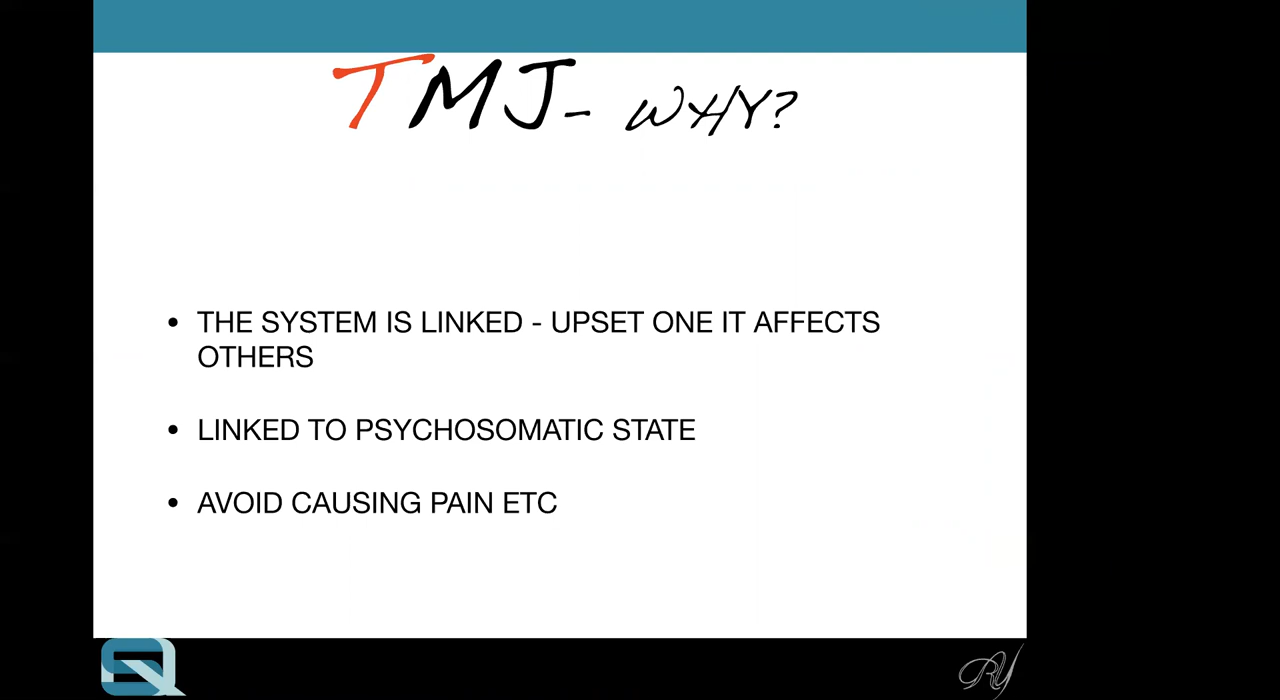 TMJ- WHY?
• THE SYSTEM IS LINKED - UPSET ONE IT AFFECTS
OTHERS
• LINKED TO PSYCHOSOMATIC STATE
• AVOID CAUSING PAIN ETC